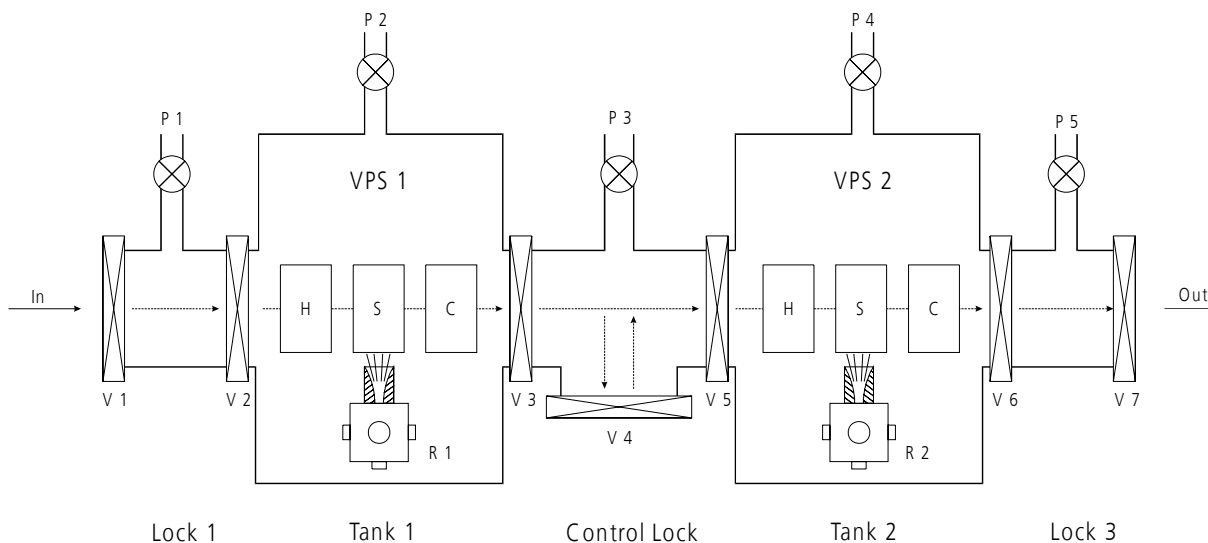 P 2
P 4
P 1
P 3
P 5
VPS 1
VPS 2
In
H
S
C
H
S
C
Out
V 1
V 2
V 3
V 5
V 6
V 7
V 4
R 1
R 2
Lock 1
Tank 1
Control Lock
Tank 2
Lock 3